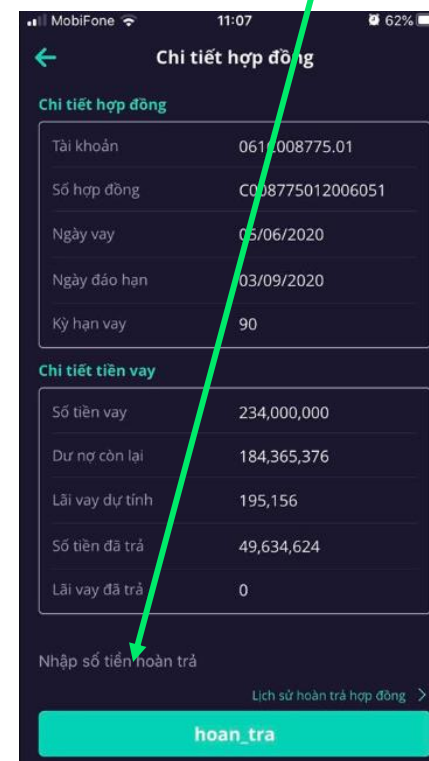 MobiFone 11:07 62%
Chi tiết hợp đồng
Chi tiết hợp đồng
Tài khoản 061C008775.01
Số hợp đồng C008775012006051
Ngày vay 05/06/2020
Ngày đáo hạn 03/09/2020
Kỳ hạn vay 90
Chi tiết tiền vay
Số tiền vay 234,000,000
Dư nợ còn lại 184,365,376
Lãi vay dự tính 195,156
Số tiền đã trả 49,634,624
Lãi vay đã trả 0
Nhập số tiền hoàn trả
Lịch sử hoàn trả hợp đồng
hoan_tra